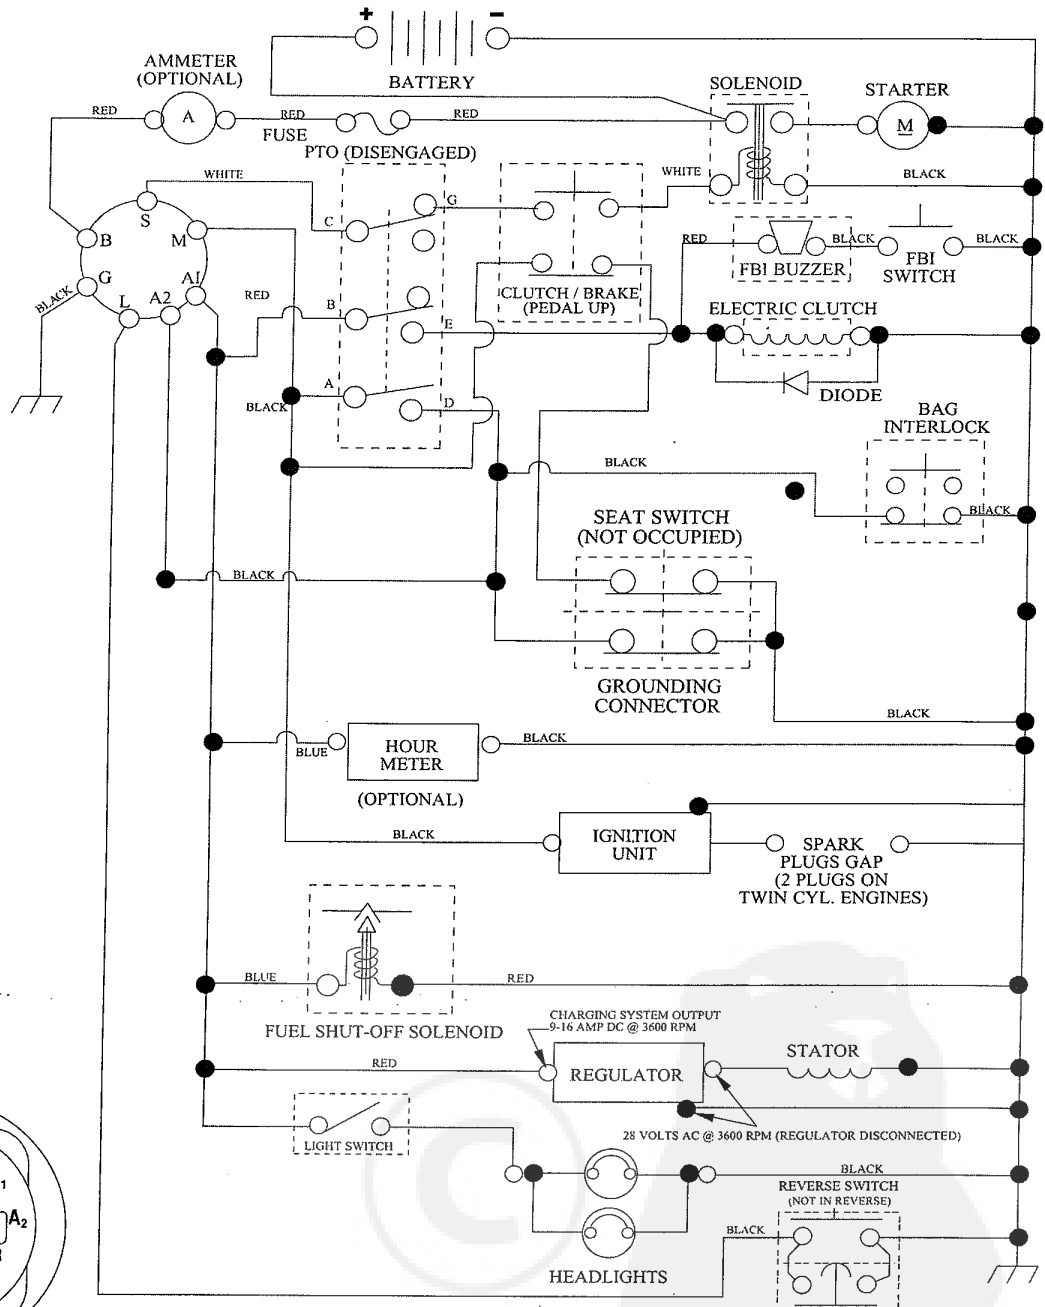 + −
BATTERY
AMMETER
(OPTIONAL)
RED
A
RED
FUSE
RED
PTO (DISENGAGED)
SOLENOID
STARTER
M
WHITE
WHITE
BLACK
S
M
B
G
L
A2
A1
BLACK
RED
C
G
B
E
A
D
BLACK
CLUTCH / BRAKE
(PEDAL UP)
RED
BLACK
BLACK
FBI BUZZER
FBI
SWITCH
ELECTRIC CLUTCH
DIODE
BAG
INTERLOCK
BLACK
BLACK
SEAT SWITCH
(NOT OCCUPIED)
BLACK
GROUNDING
CONNECTOR
BLACK
BLUE
HOUR
METER
BLACK
(OPTIONAL)
BLACK
IGNITION
UNIT
SPARK
PLUGS GAP
(2 PLUGS ON
TWIN CYL. ENGINES)
BLUE
RED
FUEL SHUT-OFF SOLENOID
CHARGING SYSTEM OUTPUT
9-16 AMP DC @ 3600 RPM
RED
REGULATOR
STATOR
28 VOLTS AC @ 3600 RPM (REGULATOR DISCONNECTED)
LIGHT SWITCH
BLACK
REVERSE SWITCH
(NOT IN REVERSE)
BLACK
HEADLIGHTS
1
A2
©